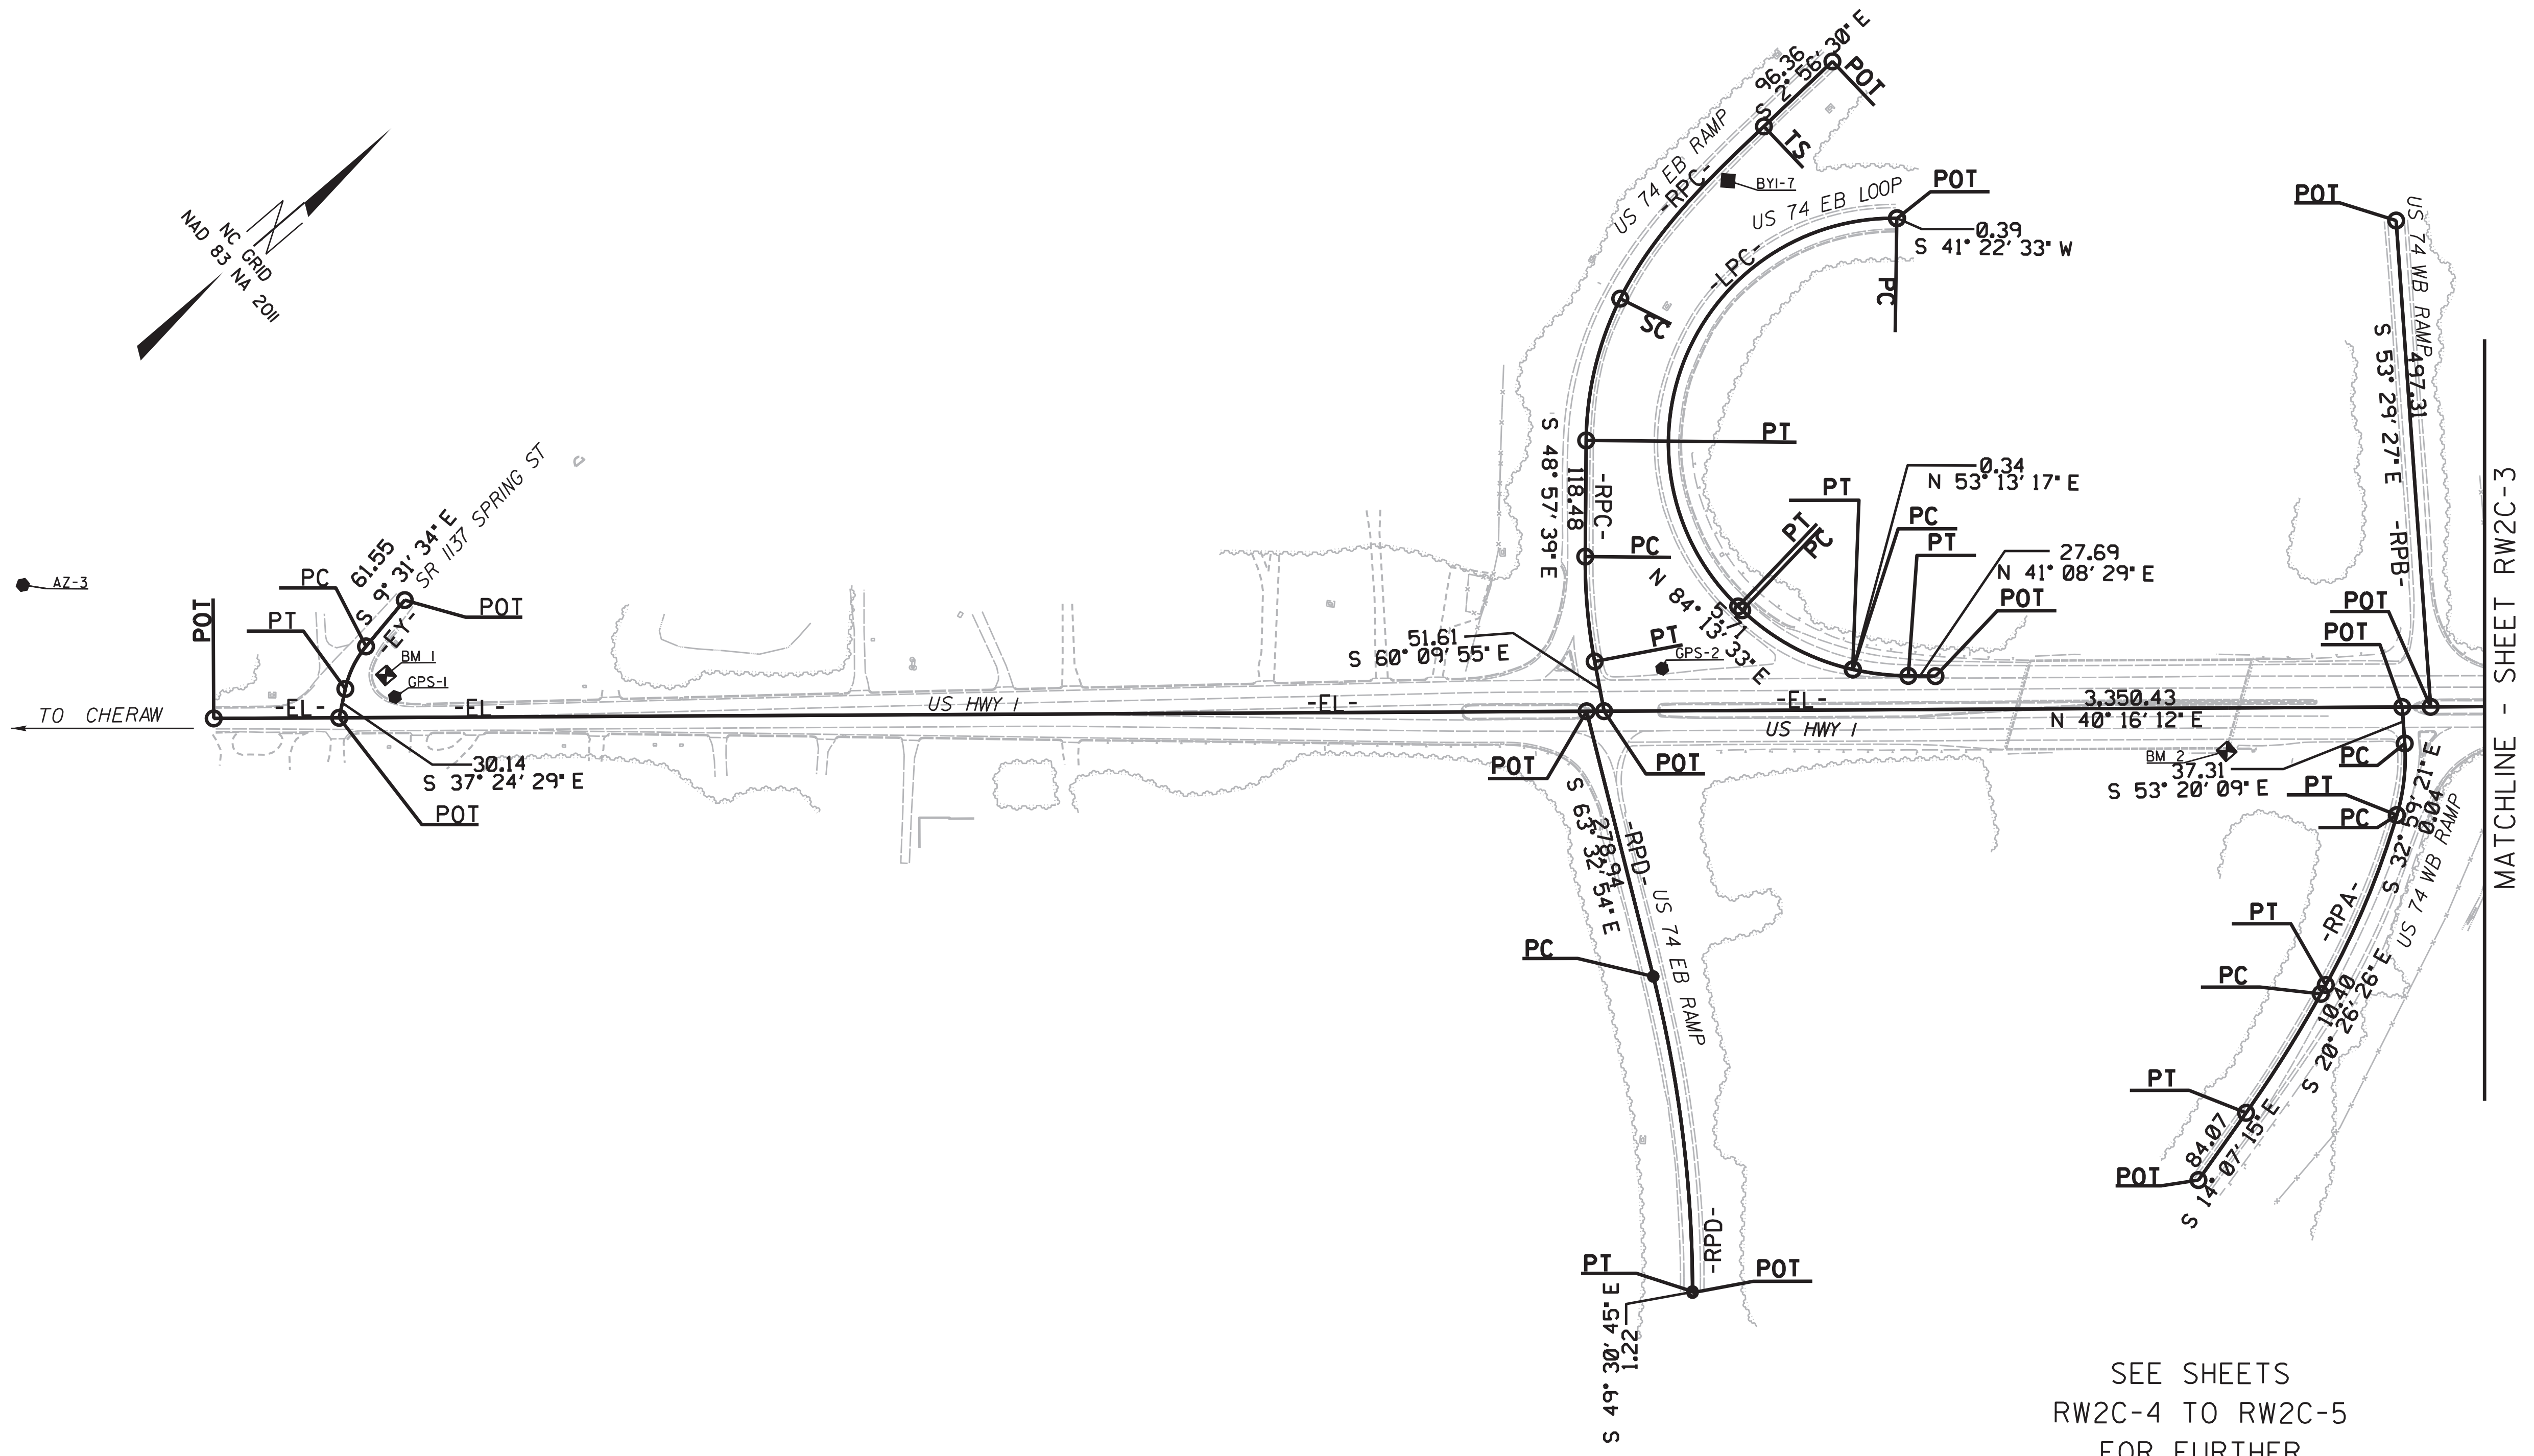 NC GRID
NAD 83 NA 2011
AZ-3
POT
TO CHERAW
-EL-
PT
PC
61.55
S 9° 31' 34" E
SR 1137 SPRING ST
-EY-
POT
BM 1
GPS-1
-EL-
30.14
S 37° 24' 29" E
POT
US HWY 1
-EL-
96.36
S 2° 56' 30" E
POT
TS
US 74 EB RAMP
-RPC-
BY1-7
US 74 EB LOOP
-LPC-
POT
0.39
S 41° 22' 33" W
PC
SC
PT
S 48° 57' 39" E
118.48
-RPC-
PC
PT
PC
N 84° 13' 33" E
5.71
PT
0.34
N 53° 13' 17" E
PC
PT
27.69
N 41° 08' 29" E
POT
51.61
S 60° 09' 55" E
PT
GPS-2
-EL-
US HWY 1
3,350.43
N 40° 16' 12" E
POT
POT
S 63° 32' 54" E
278.94
-RPD-
US 74 EB RAMP
PC
-RPD-
PT
POT
S 49° 30' 45" E
1.22
POT
US 74 WB RAMP
S 53° 29' 27" E
497.31
-RPB-
POT
POT
BM 2
37.31
S 53° 20' 09" E
PC
PT
PC
S 32° 59' 21" E
0.04
US 74 WB RAMP
-RPA-
PT
PC
10.40
S 20° 26' 26" E
PT
84.07
S 14° 07' 15" E
POT
MATCHLINE - SHEET RW2C-3
SEE SHEETS
RW2C-4 TO RW2C-5
FOR FURTHER